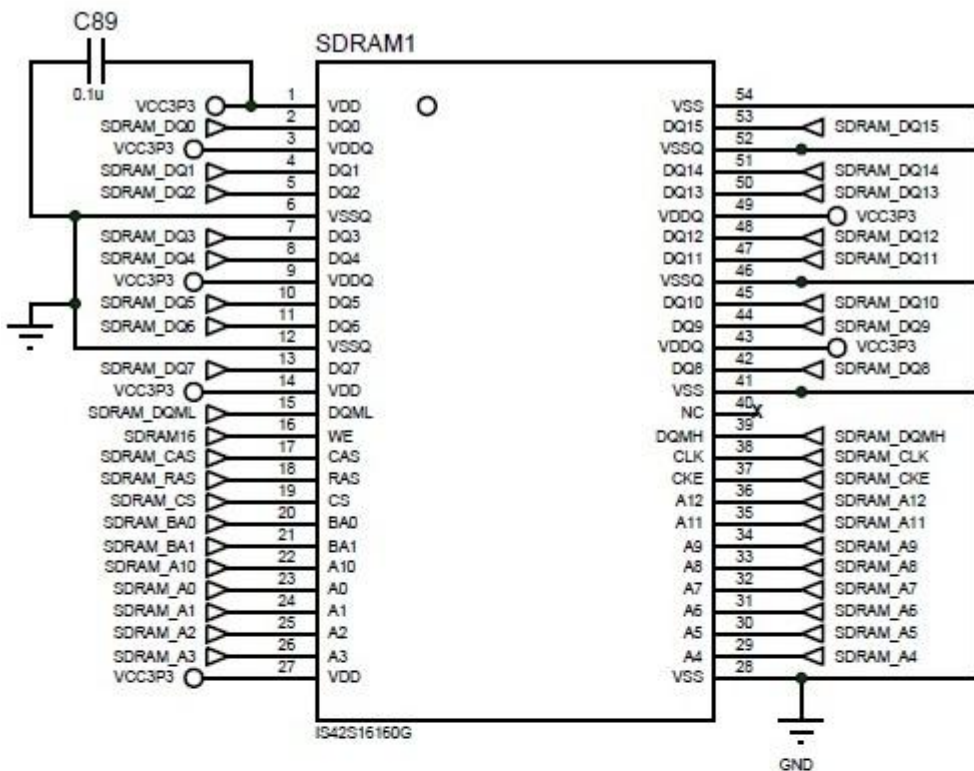 C89
0.1u
SDRAM1
VCC3P3 1 VDD VSS 54
SDRAM_DQ0 2 DQ0 DQ15 53 SDRAM_DQ15
VCC3P3 3 VDDQ VSSQ 52
SDRAM_DQ1 4 DQ1 DQ14 51 SDRAM_DQ14
SDRAM_DQ2 5 DQ2 DQ13 50 SDRAM_DQ13
6 VSSQ VDDQ 49 VCC3P3
SDRAM_DQ3 7 DQ3 DQ12 48 SDRAM_DQ12
SDRAM_DQ4 8 DQ4 DQ11 47 SDRAM_DQ11
VCC3P3 9 VDDQ VSSQ 46
SDRAM_DQ5 10 DQ5 DQ10 45 SDRAM_DQ10
SDRAM_DQ6 11 DQ6 DQ9 44 SDRAM_DQ9
12 VSSQ VDDQ 43 VCC3P3
SDRAM_DQ7 13 DQ7 DQ8 42 SDRAM_DQ8
VCC3P3 14 VDD VSS 41
SDRAM_DQML 15 DQML NC 40 X
SDRAM16 16 WE DQMH 39 SDRAM_DQMH
SDRAM_CAS 17 CAS CLK 38 SDRAM_CLK
SDRAM_RAS 18 RAS CKE 37 SDRAM_CKE
SDRAM_CS 19 CS A12 36 SDRAM_A12
SDRAM_BA0 20 BA0 A11 35 SDRAM_A11
SDRAM_BA1 21 BA1 A9 34 SDRAM_A9
SDRAM_A10 22 A10 A8 33 SDRAM_A8
SDRAM_A0 23 A0 A7 32 SDRAM_A7
SDRAM_A1 24 A1 A6 31 SDRAM_A6
SDRAM_A2 25 A2 A5 30 SDRAM_A5
SDRAM_A3 26 A3 A4 29 SDRAM_A4
VCC3P3 27 VDD VSS 28
IS42S16160G
GND